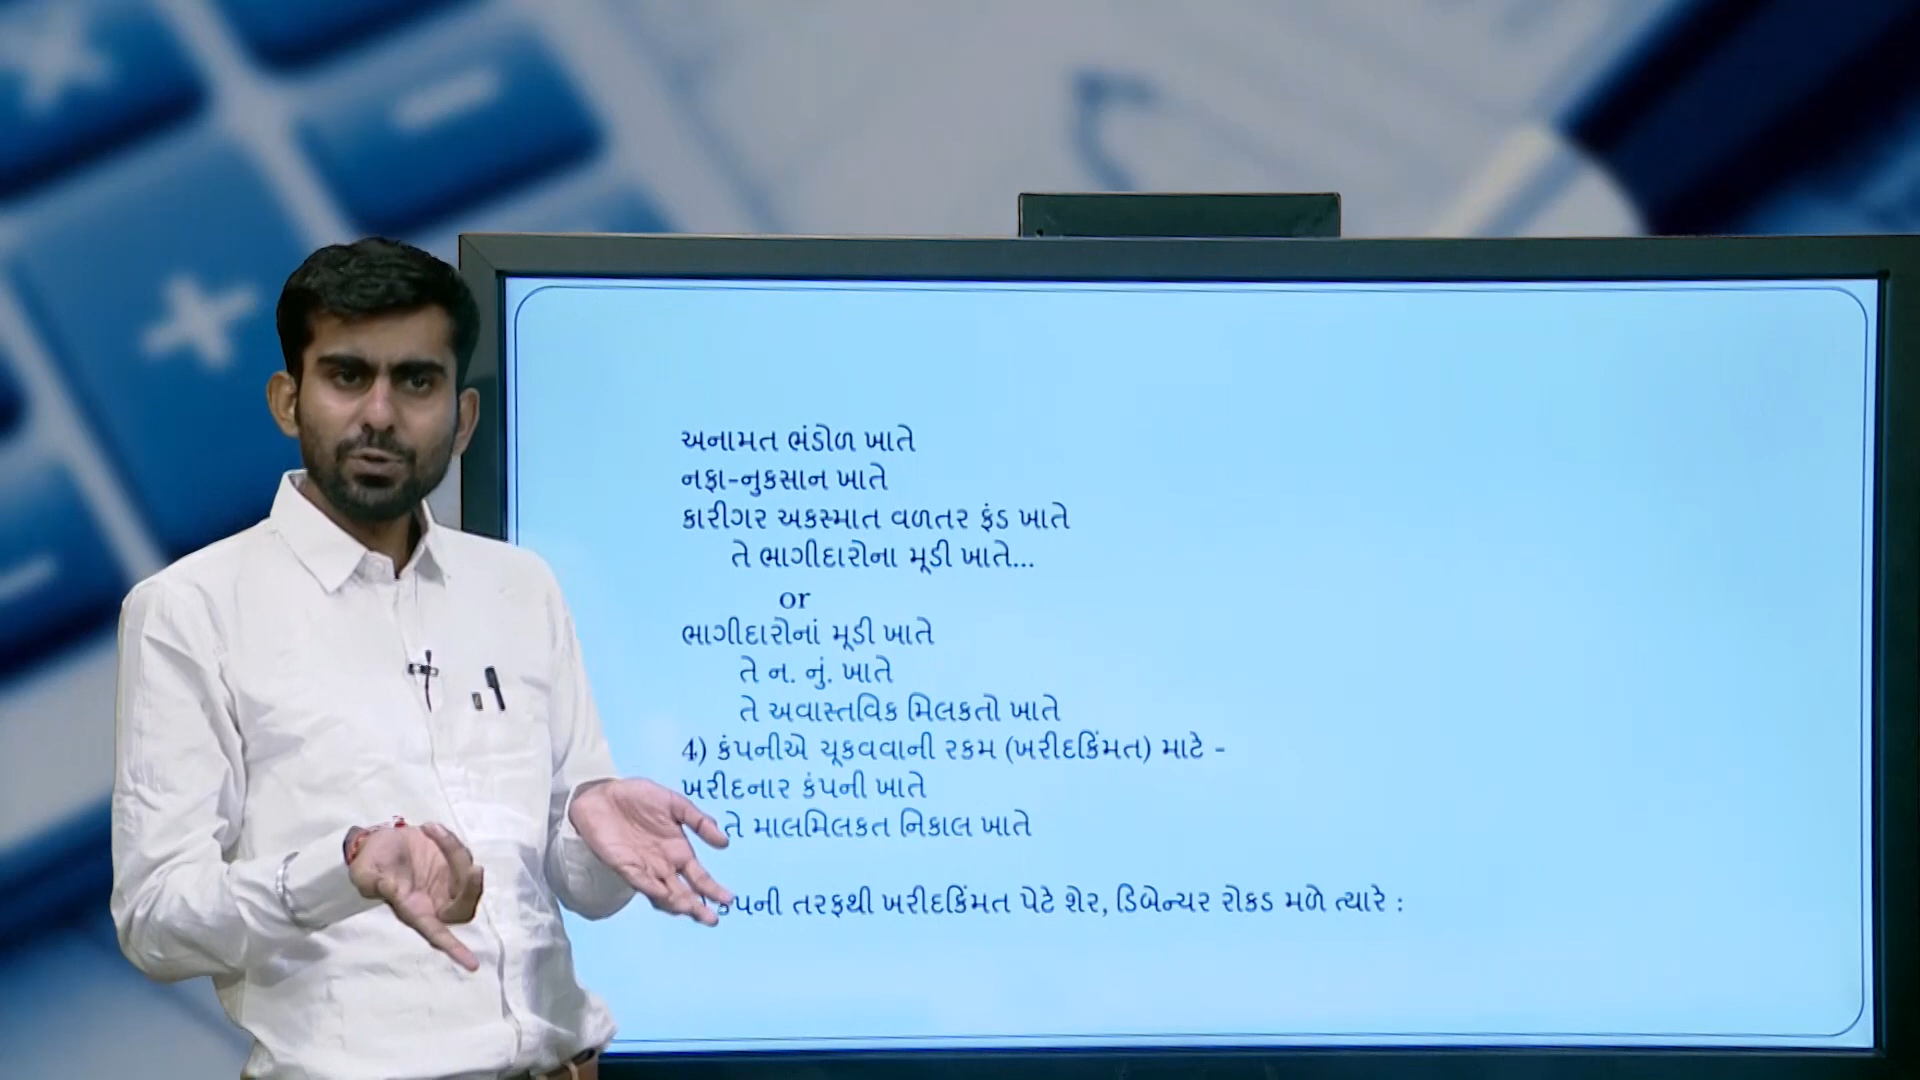 અનામત ભંડોળ ખાતે
નફા-નુકસાન ખાતે
કારીગર અકસ્માત વળતર ફંડ ખાતે
તે ભાગીદારોના મૂડી ખાતે...
or
ભાગીદારોનાં મૂડી ખાતે
તે ન. નું. ખાતે
તે અવાસ્તવિક મિલકતો ખાતે
4) કંપનીએ ચૂકવવાની રકમ (ખરીદકિંમત) માટે -
ખરીદનાર કંપની ખાતે
તે માલમિલકત નિકાલ ખાતે
કંપની તરફથી ખરીદકિંમત પેટે શેર, ડિબેન્ચર રોકડ મળે ત્યારે :